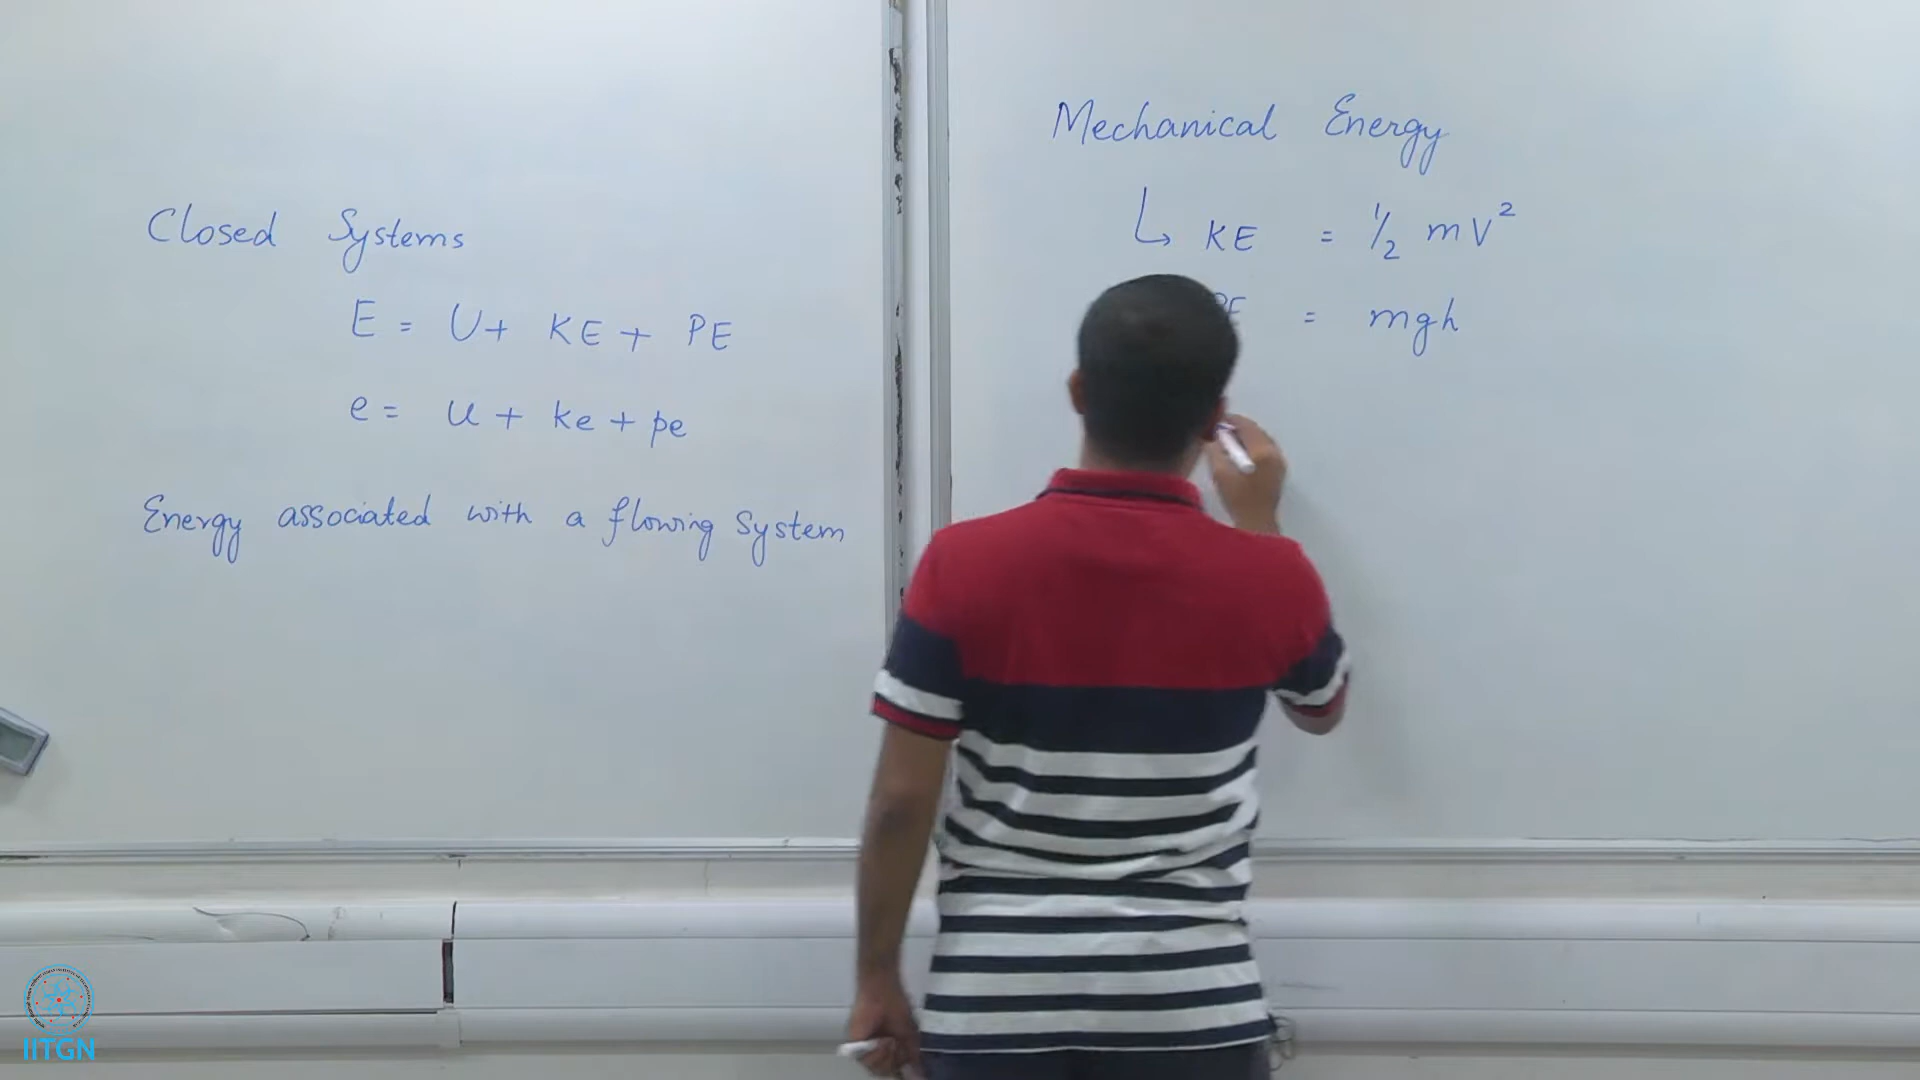 Closed Systems
E = U + KE + PE
e = u + ke + pe
Energy associated with a flowing System
Mechanical Energy
↳ KE = 1/2 mV²
PE = mgh
IITGN